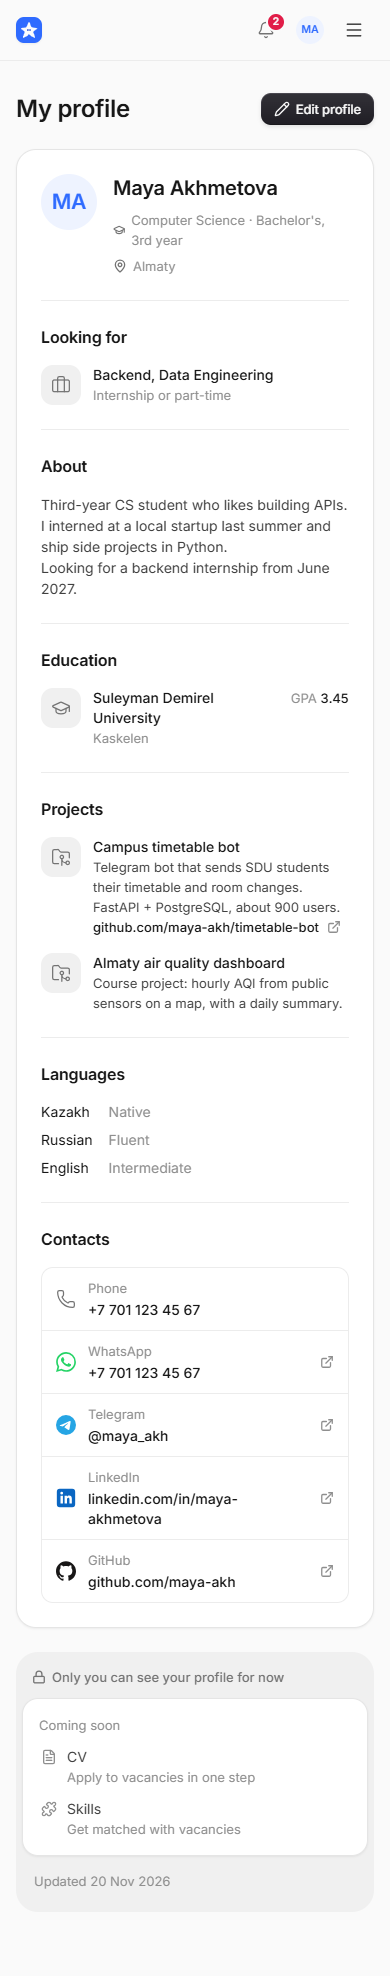 2
MA
My profile
Edit profile
MA
Maya Akhmetova
Computer Science · Bachelor's,
3rd year
Almaty
Looking for
Backend, Data Engineering
Internship or part-time
About
Third-year CS student who likes building APIs.
I interned at a local startup last summer and
ship side projects in Python.
Looking for a backend internship from June
2027.
Education
Suleyman Demirel
University
GPA 3.45
Kaskelen
Projects
Campus timetable bot
Telegram bot that sends SDU students
their timetable and room changes.
FastAPI + PostgreSQL, about 900 users.
github.com/maya-akh/timetable-bot
Almaty air quality dashboard
Course project: hourly AQI from public
sensors on a map, with a daily summary.
Languages
Kazakh Native
Russian Fluent
English Intermediate
Contacts
Phone
+7 701 123 45 67
WhatsApp
+7 701 123 45 67
Telegram
@maya_akh
LinkedIn
linkedin.com/in/maya-
akhmetova
GitHub
github.com/maya-akh
Only you can see your profile for now
Coming soon
CV
Apply to vacancies in one step
Skills
Get matched with vacancies
Updated 20 Nov 2026